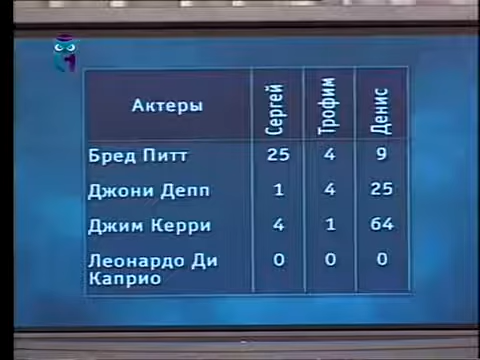 1
Актеры Сергей Трофим Денис
Бред Питт 25 4 9
Джони Депп 1 4 25
Джим Керри 4 1 64
Леонардо Ди 0 0 0
Каприо